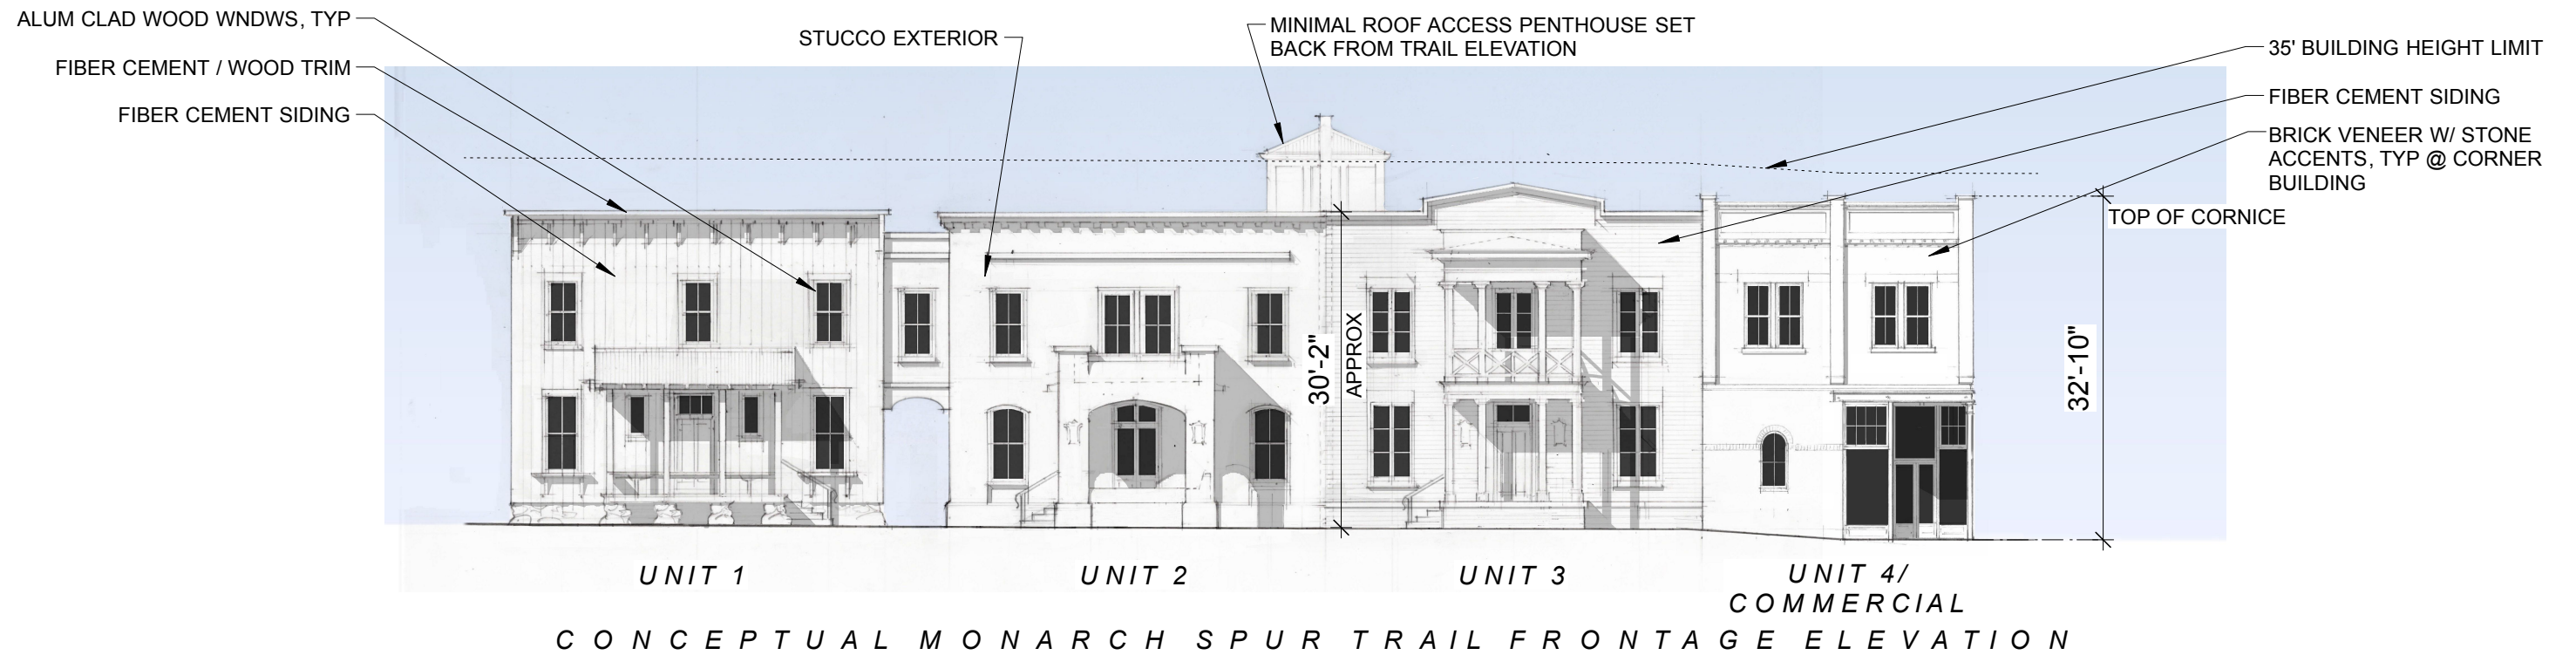 ALUM CLAD WOOD WNDWS, TYP
FIBER CEMENT / WOOD TRIM
FIBER CEMENT SIDING
STUCCO EXTERIOR
MINIMAL ROOF ACCESS PENTHOUSE SET
BACK FROM TRAIL ELEVATION
35' BUILDING HEIGHT LIMIT
FIBER CEMENT SIDING
BRICK VENEER W/ STONE
ACCENTS, TYP @ CORNER
BUILDING
TOP OF CORNICE
30'-2"
APPROX
32'-10"
UNIT 1
UNIT 2
UNIT 3
UNIT 4/
COMMERCIAL
CONCEPTUAL MONARCH SPUR TRAIL FRONTAGE ELEVATION